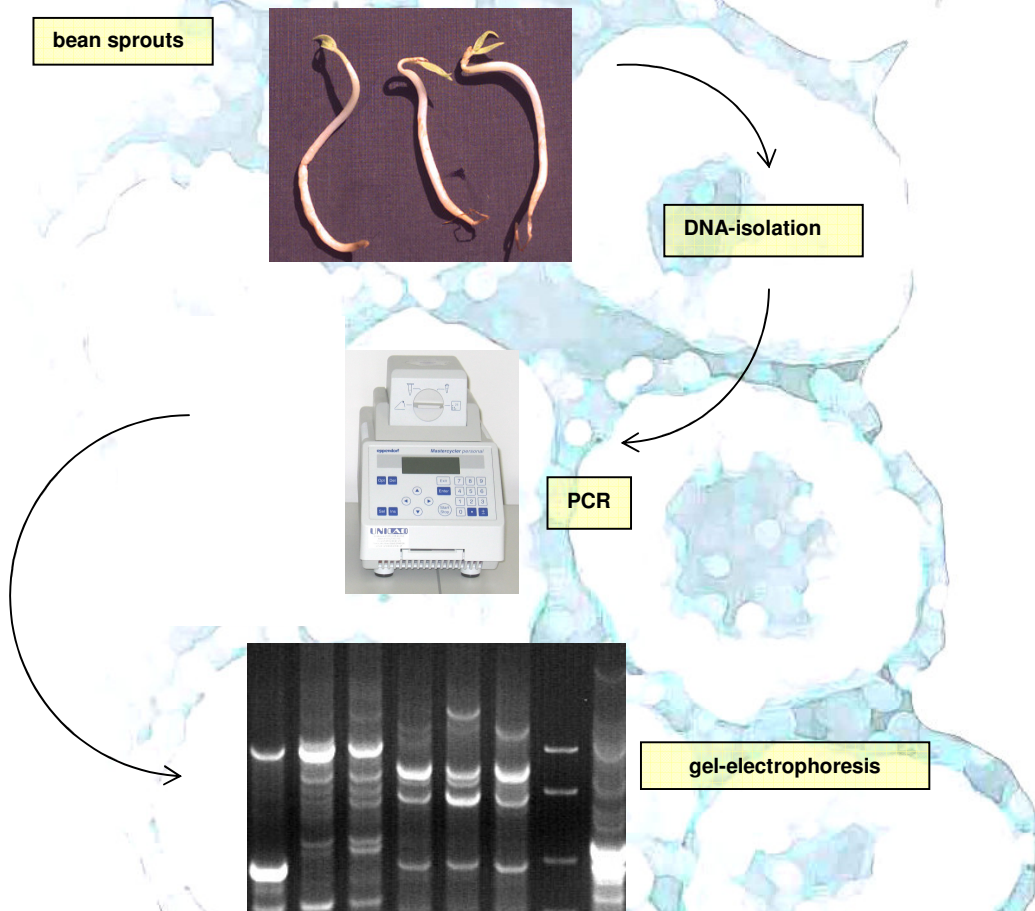 bean sprouts
DNA-isolation
eppendorf Mastercycler personal
PCR
gel-electrophoresis